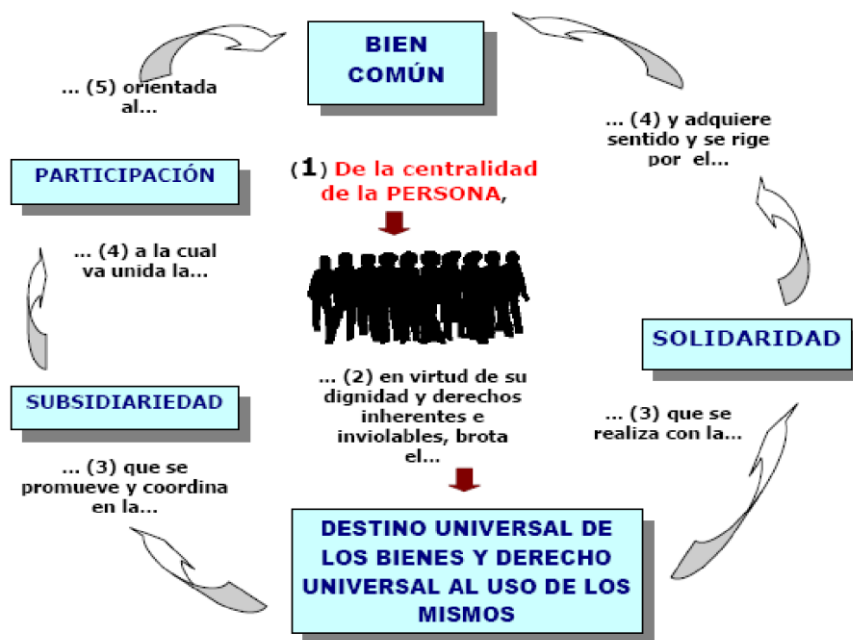 BIEN
COMÚN
... (5) orientada
al...
... (4) y adquiere
sentido y se rige
por el...
PARTICIPACIÓN
(1) De la centralidad
de la PERSONA,
... (4) a la cual
va unida la...
SOLIDARIDAD
... (2) en virtud de su
dignidad y derechos
inherentes e
inviolables, brota
el...
SUBSIDIARIEDAD
... (3) que se
realiza con la...
... (3) que se
promueve y coordina
en la...
DESTINO UNIVERSAL DE
LOS BIENES Y DERECHO
UNIVERSAL AL USO DE LOS
MISMOS